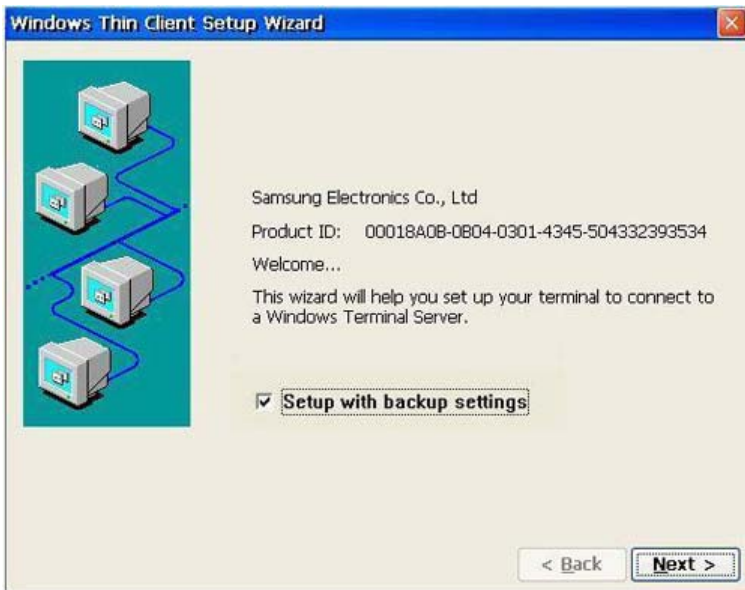 Windows Thin Client Setup Wizard
Samsung Electronics Co., Ltd
Product ID: 00018A0B-0B04-0301-4345-504332393534
Welcome...
This wizard will help you set up your terminal to connect to
a Windows Terminal Server.
Setup with backup settings
< Back
Next >